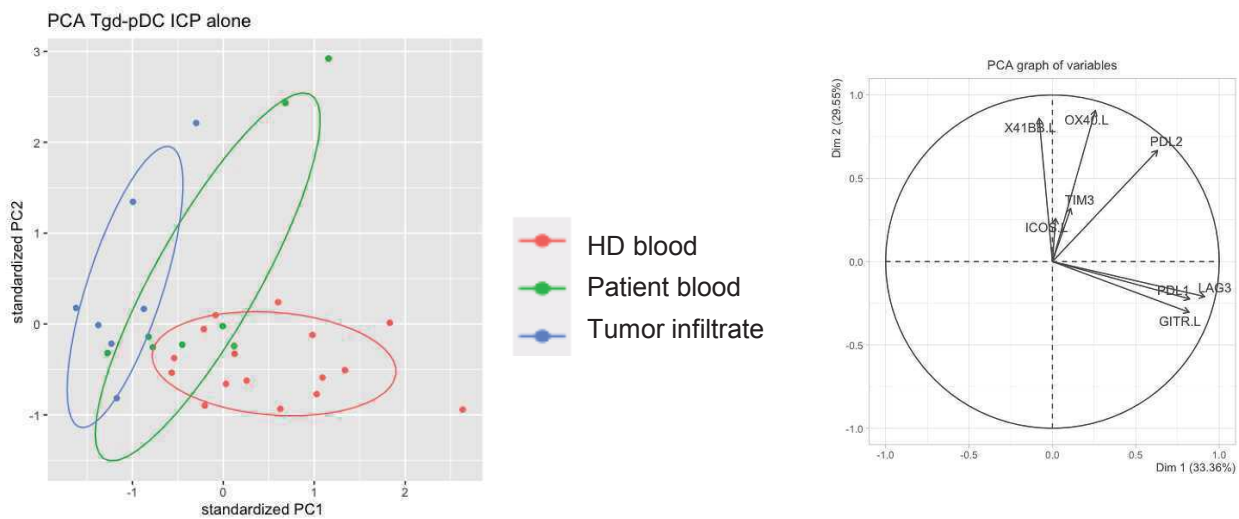 PCA Tgd-pDC ICP alone
3
2
1
0
-1
-1
0
1
2
standardized PC2
standardized PC1
HD blood
Patient blood
Tumor infiltrate
PCA graph of variables
Dim 2 (29.55%)
1.0
0.5
0.0
-0.5
-1.0
X41BB.L
OX40.L
PDL2
TIM3
ICOS.L
PDL1
LAG3
GITR.L
-1.0
-0.5
0.0
0.5
1.0
Dim 1 (33.36%)